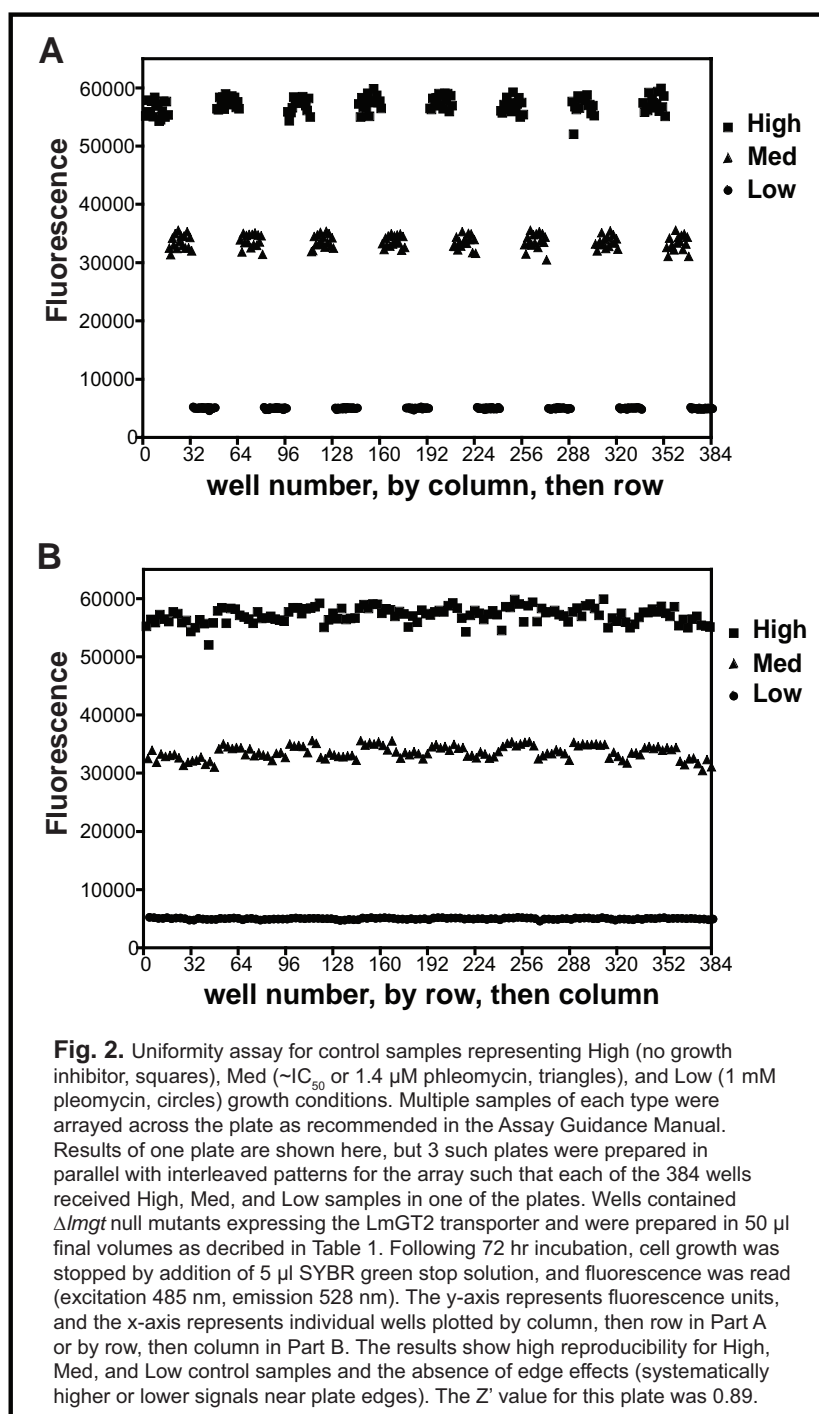 A
Fluorescence
60000
50000
40000
30000
20000
10000
0
0 32 64 96 128 160 192 224 256 288 320 352 384
well number, by column, then row
High
Med
Low
B
Fluorescence
60000
50000
40000
30000
20000
10000
0
0 32 64 96 128 160 192 224 256 288 320 352 384
well number, by row, then column
High
Med
Low
Fig. 2. Uniformity assay for control samples representing High (no growth
inhibitor, squares), Med (~IC50 or 1.4 µM phleomycin, triangles), and Low (1 mM
pleomycin, circles) growth conditions. Multiple samples of each type were
arrayed across the plate as recommended in the Assay Guidance Manual.
Results of one plate are shown here, but 3 such plates were prepared in
parallel with interleaved patterns for the array such that each of the 384 wells
received High, Med, and Low samples in one of the plates. Wells contained
Δlmgt null mutants expressing the LmGT2 transporter and were prepared in 50 µl
final volumes as decribed in Table 1. Following 72 hr incubation, cell growth was
stopped by addition of 5 µl SYBR green stop solution, and fluorescence was read
(excitation 485 nm, emission 528 nm). The y-axis represents fluorescence units,
and the x-axis represents individual wells plotted by column, then row in Part A
or by row, then column in Part B. The results show high reproducibility for High,
Med, and Low control samples and the absence of edge effects (systematically
higher or lower signals near plate edges). The Z' value for this plate was 0.89.